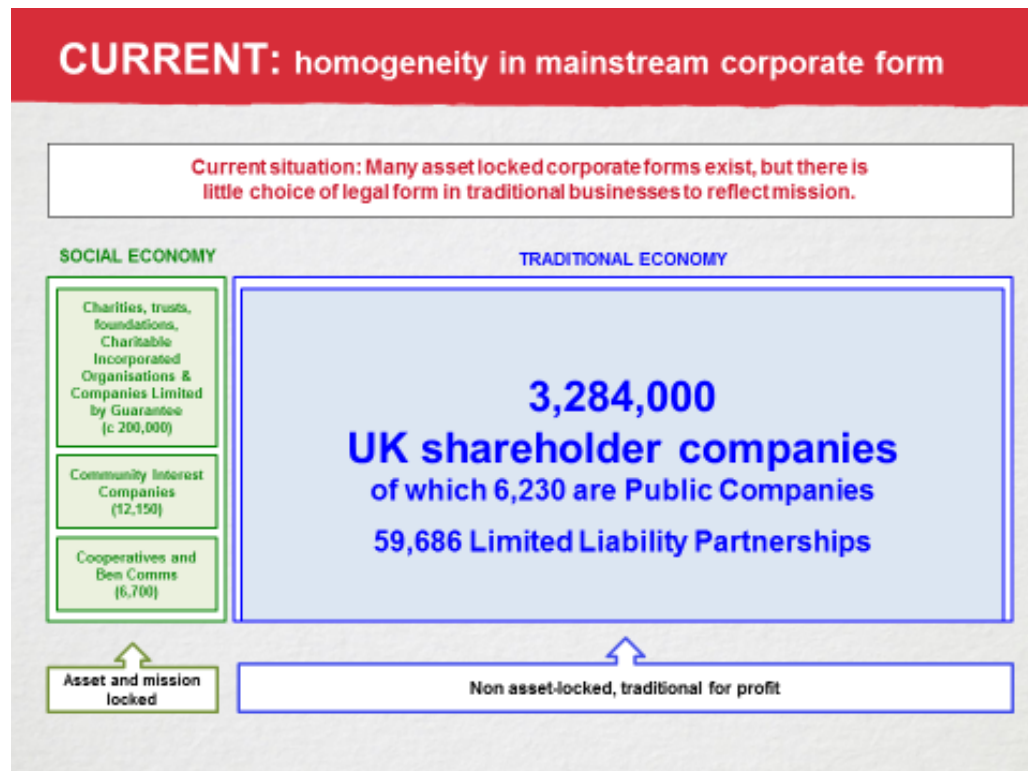 CURRENT: homogeneity in mainstream corporate form
Current situation: Many asset locked corporate forms exist, but there is
little choice of legal form in traditional businesses to reflect mission.
SOCIAL ECONOMY
Charities, trusts,
foundations,
Charitable
Incorporated
Organisations &
Companies Limited
by Guarantee
(c 200,000)
Community Interest
Companies
(12,150)
Cooperatives and
Ben Comms
(6,700)
Asset and mission
locked
TRADITIONAL ECONOMY
3,284,000
UK shareholder companies
of which 6,230 are Public Companies
59,686 Limited Liability Partnerships
Non asset-locked, traditional for profit